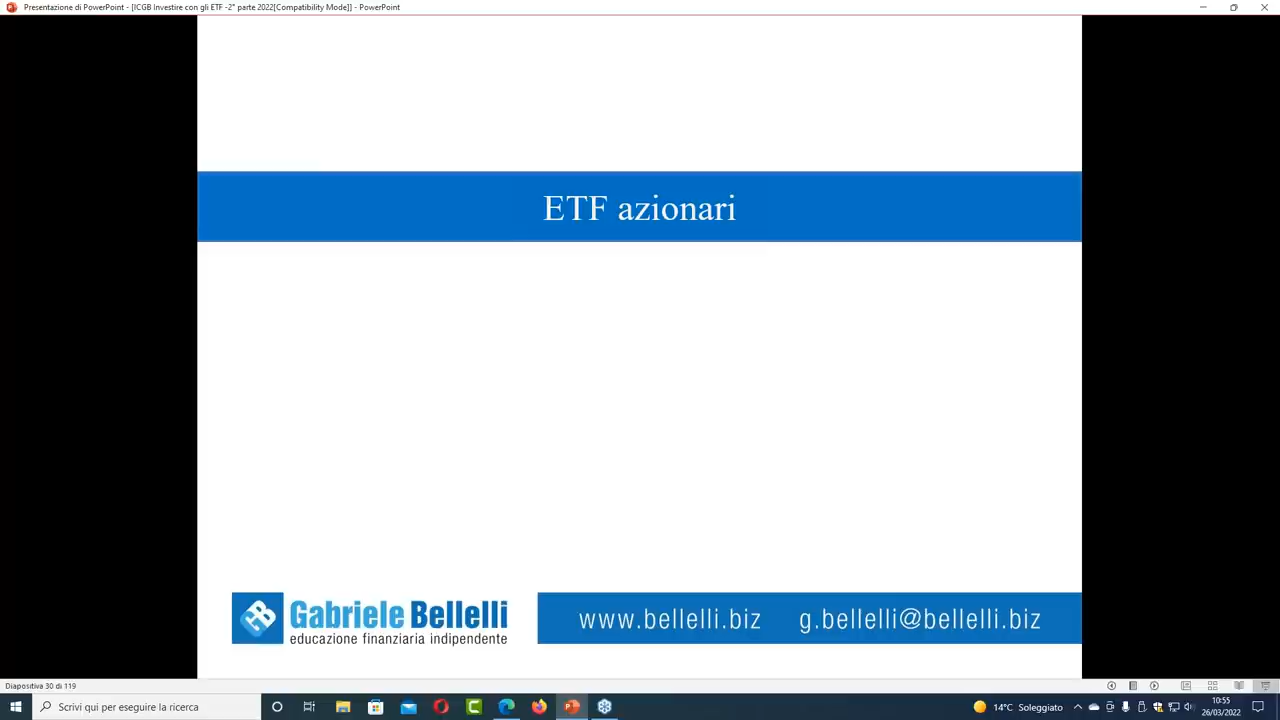 Presentazione di PowerPoint - [ICGB Investire con gli ETF -2° parte 2022[Compatibility Mode]] - PowerPoint
ETF azionari
Gabriele Bellelli
educazione finanziaria indipendente
www.bellelli.biz g.bellelli@bellelli.biz
Diapositiva 30 di 119
Scrivi qui per eseguire la ricerca
14°C Soleggiato
10:55
26/03/2022